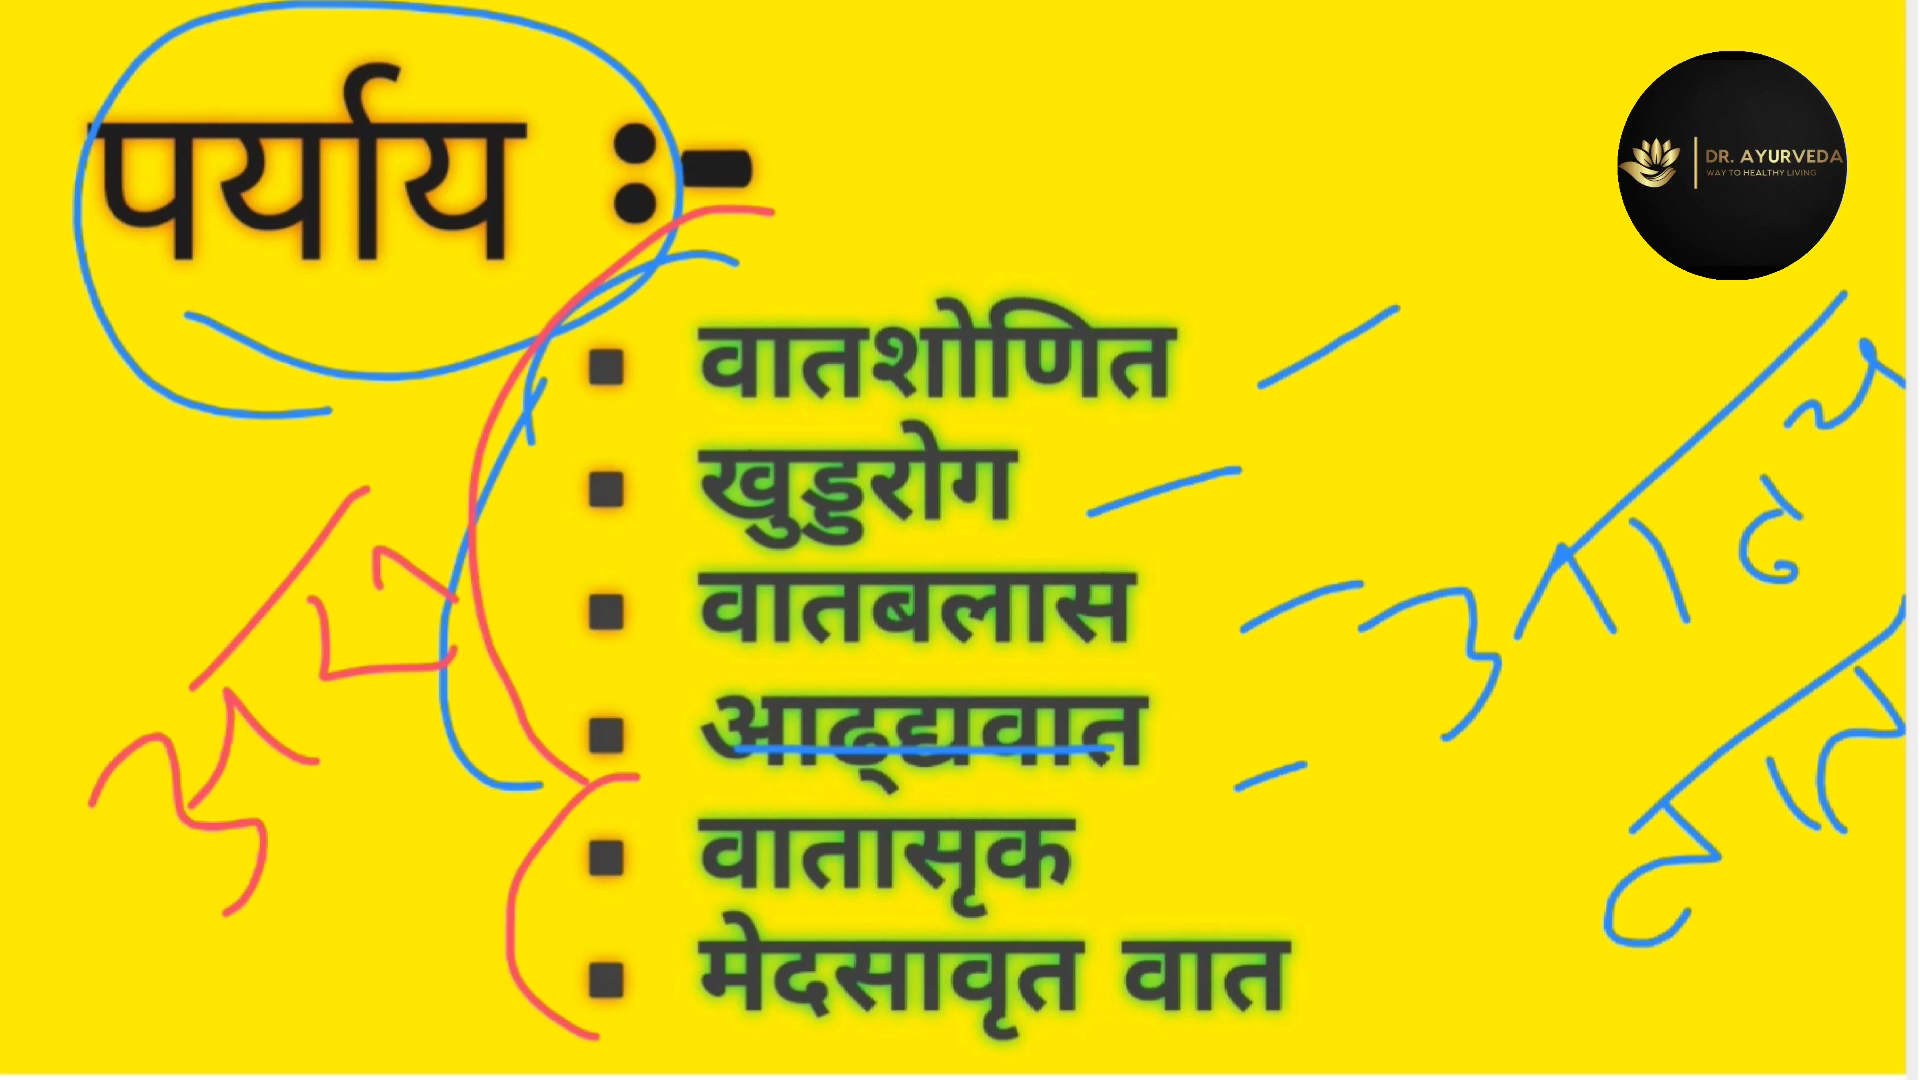 पर्याय :-
DR. AYURVEDA
WAY TO HEALTHY LIVING
▪ वातशोणित
▪ खुड्डरोग
▪ वातबलास
▪ आढ्द्यवात
▪ वातासृक
▪ मेदसावृत वात